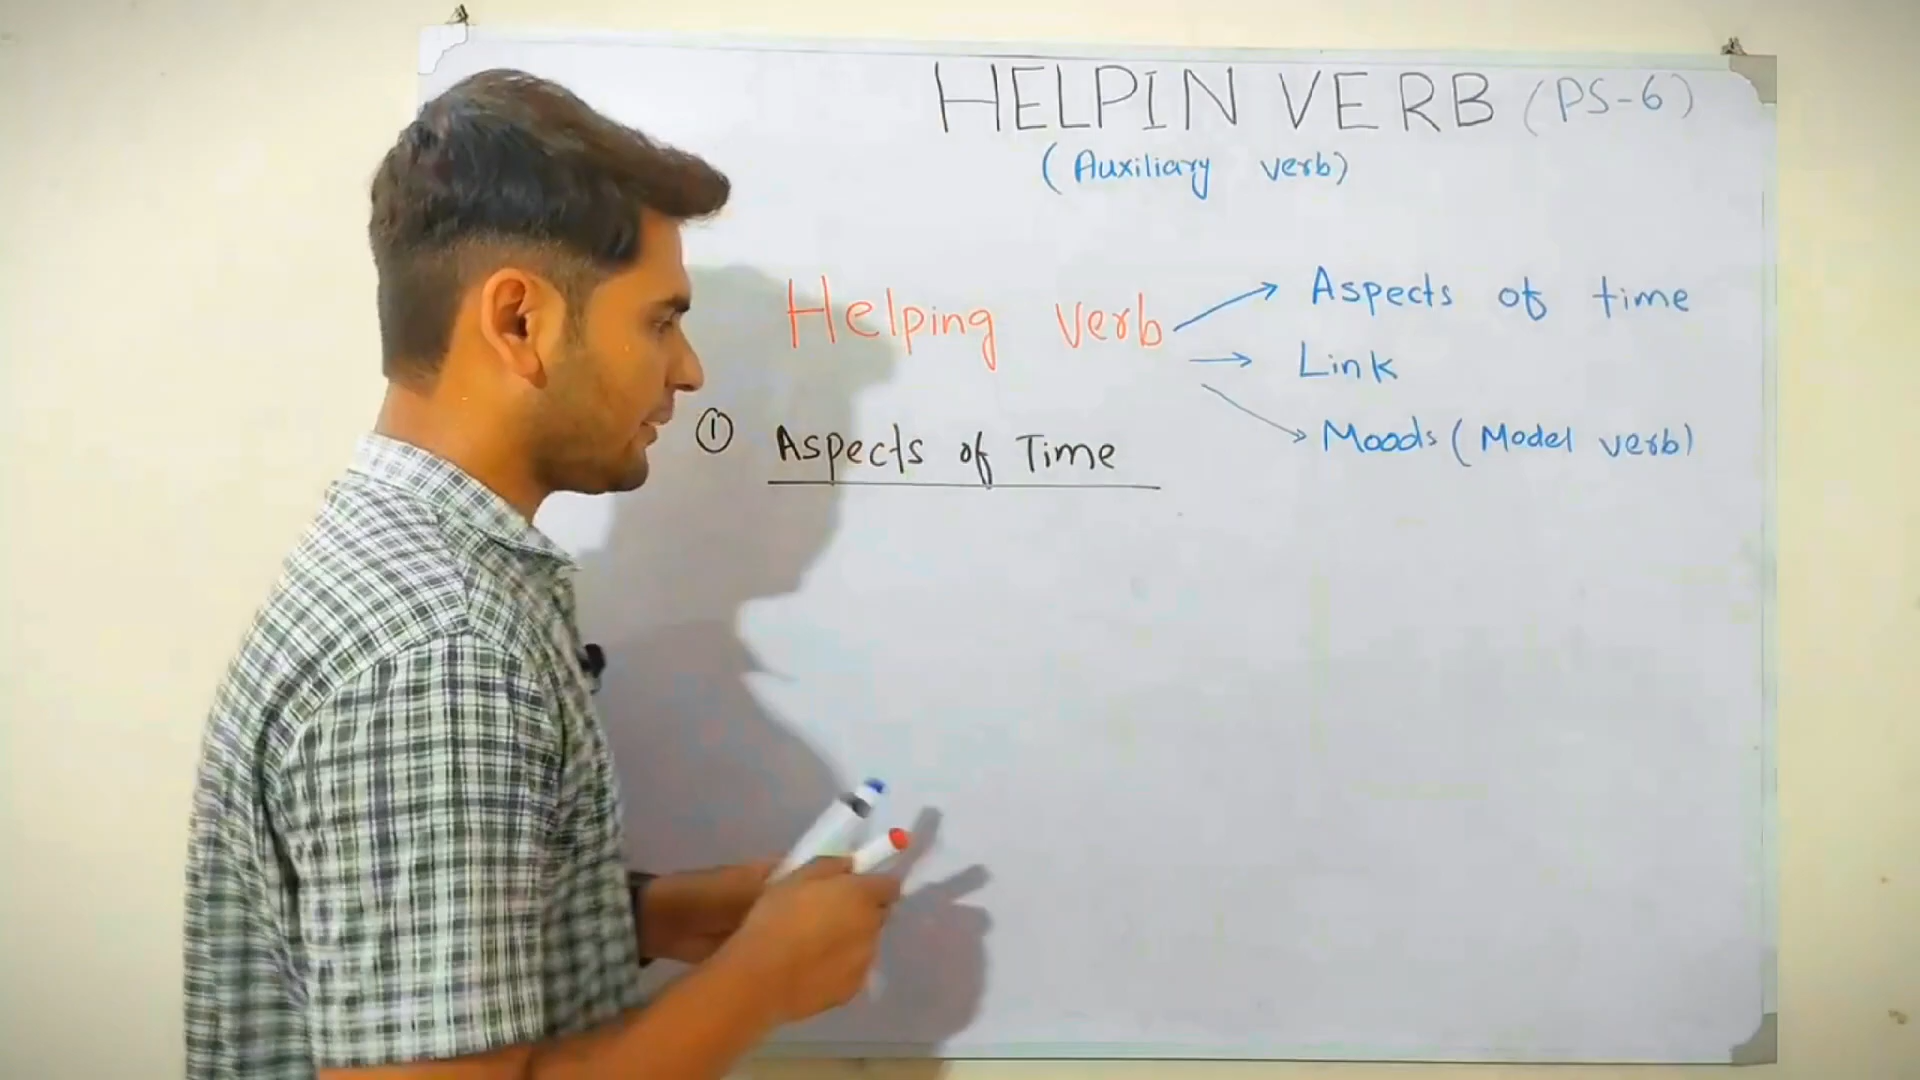 HELPIN VERB (PS-6)
(Auxiliary verb)
Helping verb → Aspects of time
→ Link
→ Moods (Model verb)
① Aspects of Time